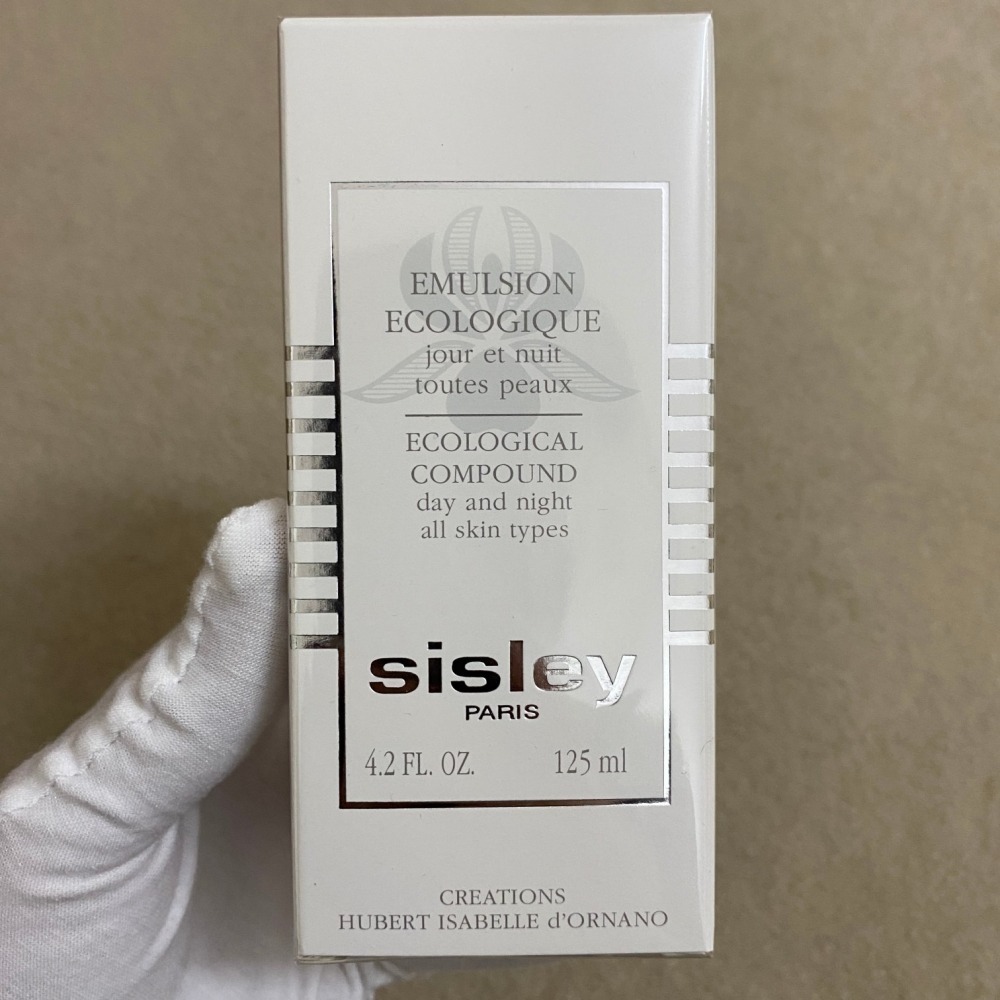 EMULSION
ECOLOGIQUE
jour et nuit
toutes peaux
ECOLOGICAL
COMPOUND
day and night
all skin types
sisley
PARIS
4.2 FL. OZ. 125 ml
CREATIONS
HUBERT ISABELLE d'ORNANO